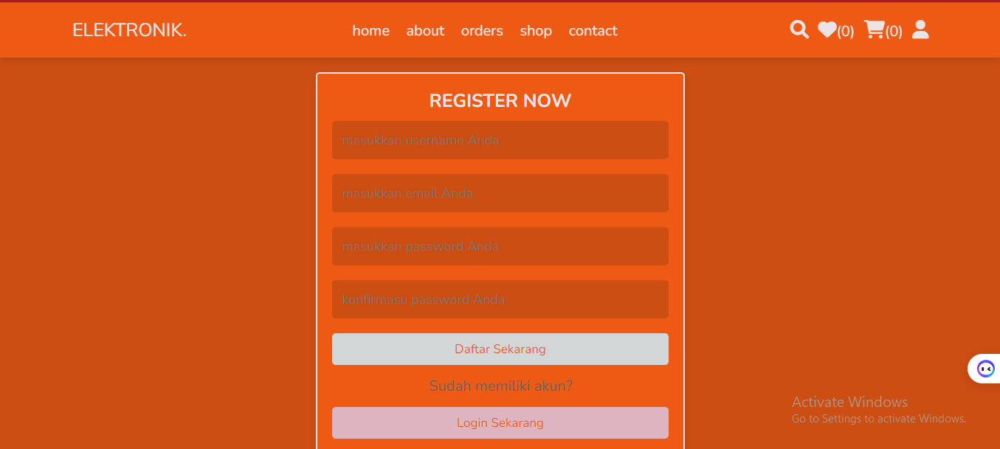 ELEKTRONIK.
home about orders shop contact
(0) (0)
REGISTER NOW
masukkan username Anda
masukkan email Anda
masukkan password Anda
konfirmasu password Anda
Daftar Sekarang
Sudah memiliki akun?
Login Sekarang
Activate Windows
Go to Settings to activate Windows.